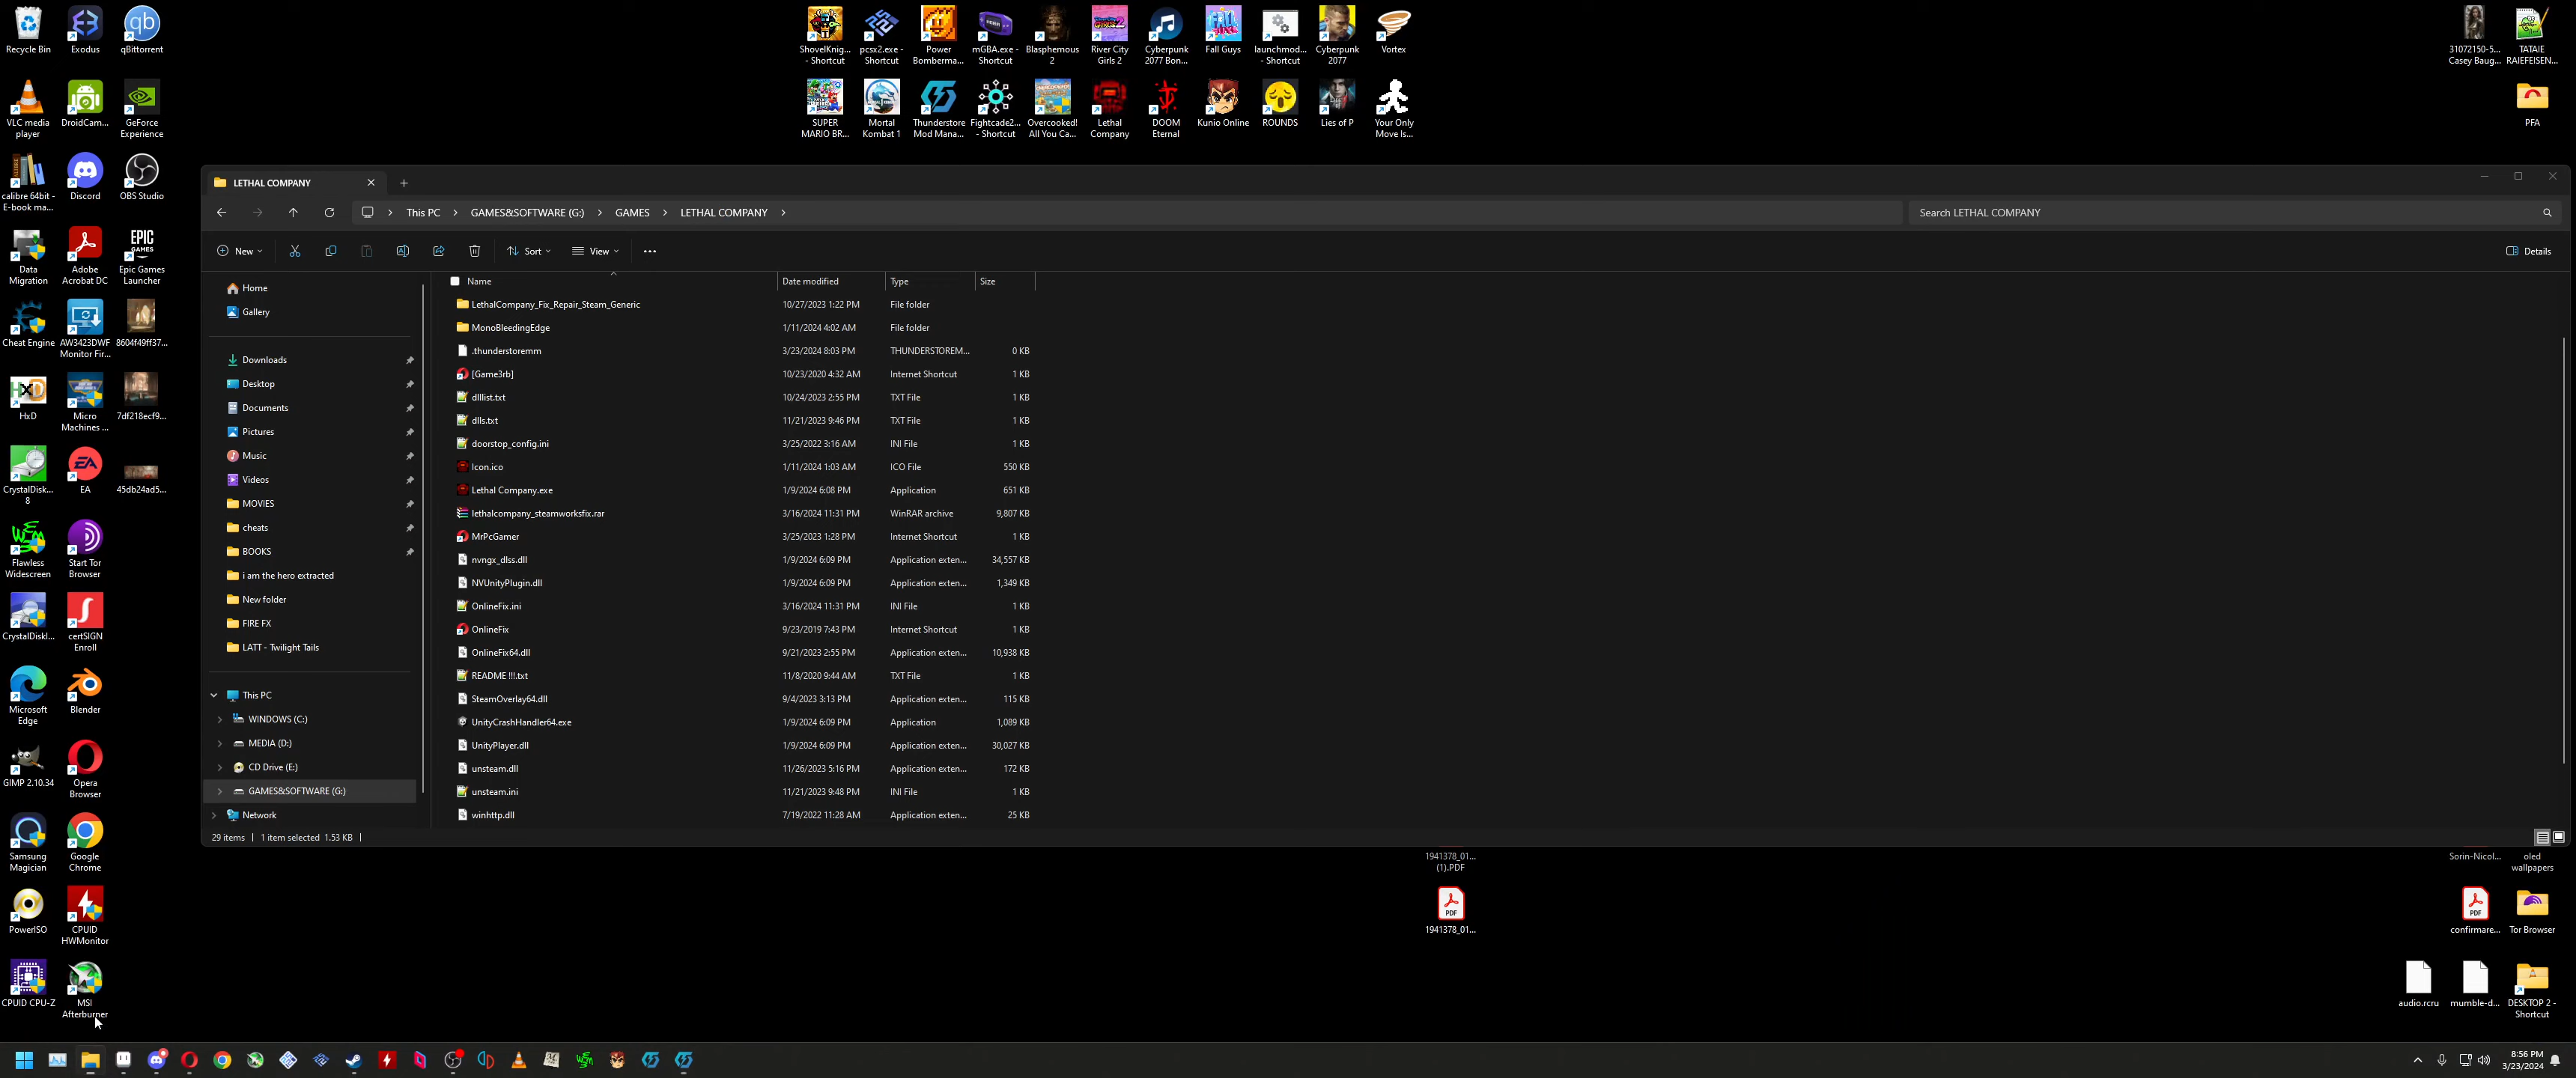 Recycle Bin
Exodus
qBittorrent
ShovelKnig... - Shortcut
pcsx2.exe - Shortcut
Power Bomberma...
mGBA.exe - Shortcut
Blasphemous 2
River City Girls 2
Cyberpunk 2077 Bon...
Fall Guys
launchmod... - Shortcut
Cyberpunk 2077
Vortex
31072150-5... Casey Baug...
TATAIE RAIEFEISEN...
VLC media player
DroidCam...
GeForce Experience
SUPER MARIO BR...
Mortal Kombat 1
Thunderstore Mod Mana...
Fightcade2... - Shortcut
Overcooked! All You Ca...
Lethal Company
DOOM Eternal
Kunio Online
ROUNDS
Lies of P
Your Only Move Is...
PFA
calibre 64bit - E-book ma...
Discord
OBS Studio
Data Migration
Adobe Acrobat DC
EPIC GAMES
Epic Games Launcher
Cheat Engine
AW3423DWF Monitor Fir...
8604f49ff37...
HxD
Micro Machines ...
7df218ecf9...
CrystalDisk... 8
EA
45db24ad5...
Flawless Widescreen
Start Tor Browser
CrystalDiskI...
certSIGN Enroll
Microsoft Edge
Blender
GIMP 2.10.34
Opera Browser
Samsung Magician
Google Chrome
PowerISO
CPUID HWMonitor
CPUID CPU-Z
MSI Afterburner
LETHAL COMPANY
This PC > GAMES&SOFTWARE (G:) > GAMES > LETHAL COMPANY >
Search LETHAL COMPANY
New
Sort
View
Details
Home
Gallery
Downloads
Desktop
Documents
Pictures
Music
Videos
MOVIES
cheats
BOOKS
i am the hero extracted
New folder
FIRE FX
LATT - Twilight Tails
This PC
WINDOWS (C:)
MEDIA (D:)
CD Drive (E:)
GAMES&SOFTWARE (G:)
Network
Name Date modified Type Size
LethalCompany_Fix_Repair_Steam_Generic 10/27/2023 1:22 PM File folder
MonoBleedingEdge 1/11/2024 4:02 AM File folder
.thunderstoremm 3/23/2024 8:03 PM THUNDERSTOREM... 0 KB
[Game3rb] 10/23/2020 4:32 AM Internet Shortcut 1 KB
dlllist.txt 10/24/2023 2:55 PM TXT File 1 KB
dlls.txt 11/21/2023 9:46 PM TXT File 1 KB
doorstop_config.ini 3/25/2022 3:16 AM INI File 1 KB
Icon.ico 1/11/2024 1:03 AM ICO File 550 KB
Lethal Company.exe 1/9/2024 6:08 PM Application 651 KB
lethalcompany_steamworksfix.rar 3/16/2024 11:31 PM WinRAR archive 9,807 KB
MrPcGamer 3/25/2023 1:28 PM Internet Shortcut 1 KB
nvngx_dlss.dll 1/9/2024 6:09 PM Application exten... 34,557 KB
NVUnityPlugin.dll 1/9/2024 6:09 PM Application exten... 1,349 KB
OnlineFix.ini 3/16/2024 11:31 PM INI File 1 KB
OnlineFix 9/23/2019 7:43 PM Internet Shortcut 1 KB
OnlineFix64.dll 9/21/2023 2:55 PM Application exten... 10,938 KB
README !!!.txt 11/8/2020 9:44 AM TXT File 1 KB
SteamOverlay64.dll 9/4/2023 3:13 PM Application exten... 115 KB
UnityCrashHandler64.exe 1/9/2024 6:09 PM Application 1,089 KB
UnityPlayer.dll 1/9/2024 6:09 PM Application exten... 30,027 KB
unsteam.dll 11/26/2023 5:16 PM Application exten... 172 KB
unsteam.ini 11/21/2023 9:48 PM INI File 1 KB
winhttp.dll 7/19/2022 11:28 AM Application exten... 25 KB
29 items | 1 item selected 1.53 KB |
1941378_01... (1).PDF
PDF
1941378_01...
Sorin-Nicol...
oled wallpapers
PDF
confirmare...
Tor Browser
audio.rcru
mumble-d...
DESKTOP 2 - Shortcut
8:56 PM
3/23/2024